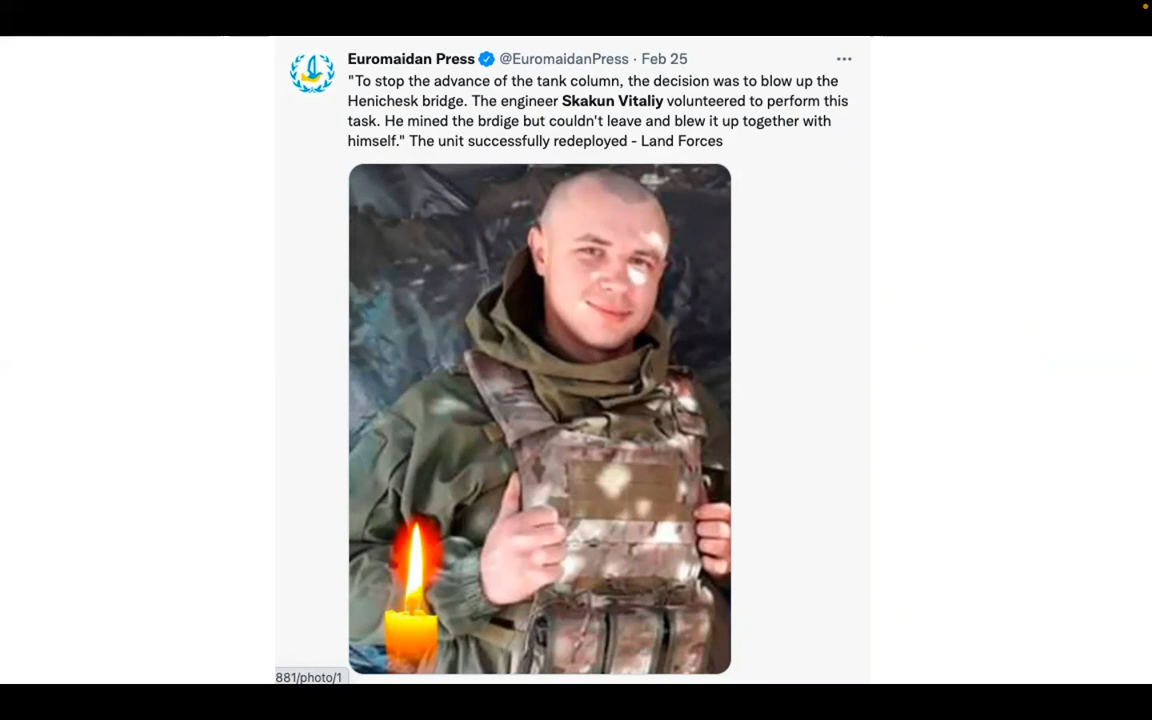 Euromaidan Press @EuromaidanPress · Feb 25 ···
"To stop the advance of the tank column, the decision was to blow up the
Henichesk bridge. The engineer Skakun Vitaliy volunteered to perform this
task. He mined the brdige but couldn't leave and blew it up together with
himself." The unit successfully redeployed - Land Forces
881/photo/1